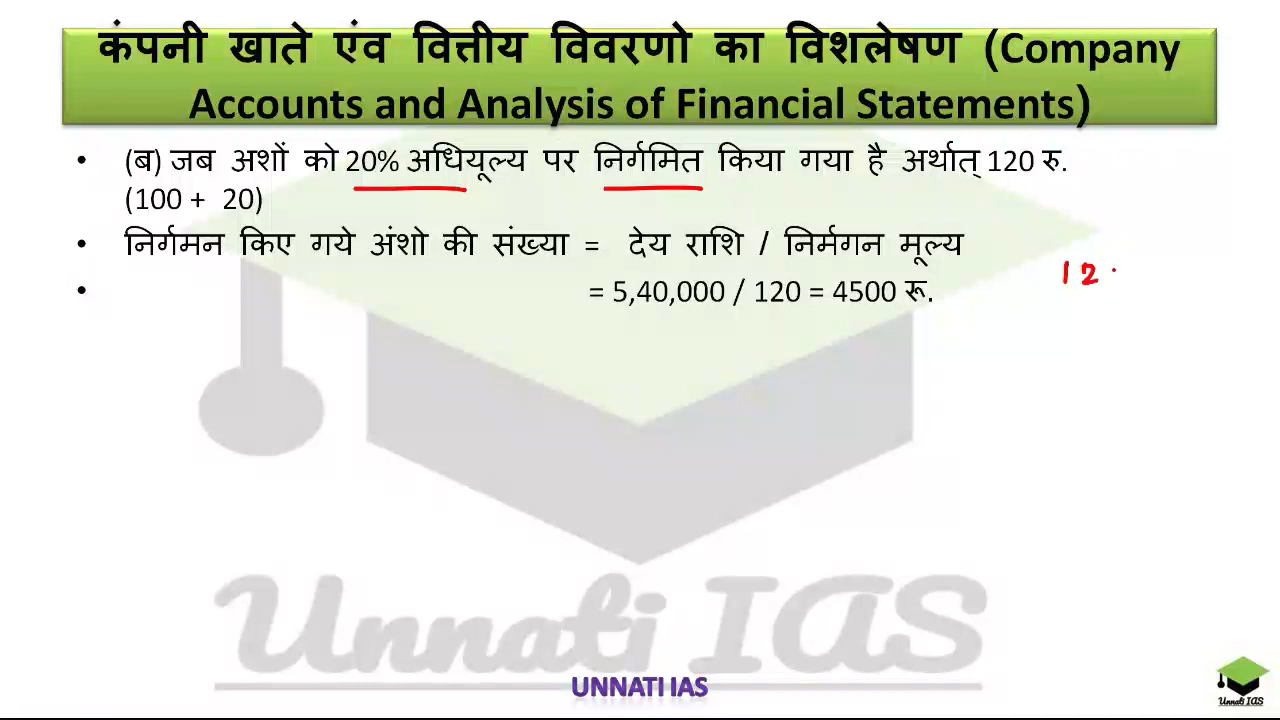 कंपनी खाते एंव वित्तीय विवरणो का विशलेषण (Company
Accounts and Analysis of Financial Statements)
• (ब) जब अशों को 20% अधियूल्य पर निर्गमित किया गया है अर्थात् 120 रु.
(100 + 20)
• निर्गमन किए गये अंशो की संख्या = देय राशि / निर्मगन मूल्य
12
• = 5,40,000 / 120 = 4500 रू.
Unnati IAS
UNNATI IAS
Unnati IAS